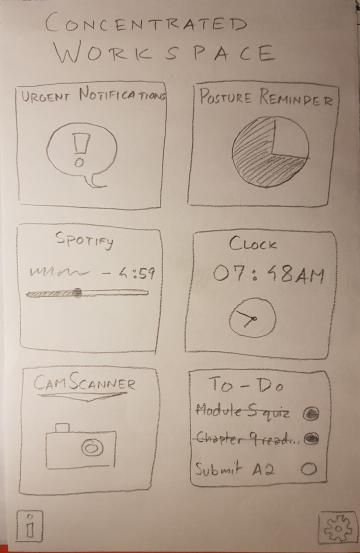 CONCENTRATED
WORKSPACE
URGENT NOTIFICATIONS
POSTURE REMINDER
!
SPOTIFY
- 4:59
CLOCK
07:48AM
CAMSCANNER
TO-DO
Module 5 quiz
Chapter 9 read...
Submit A2
i